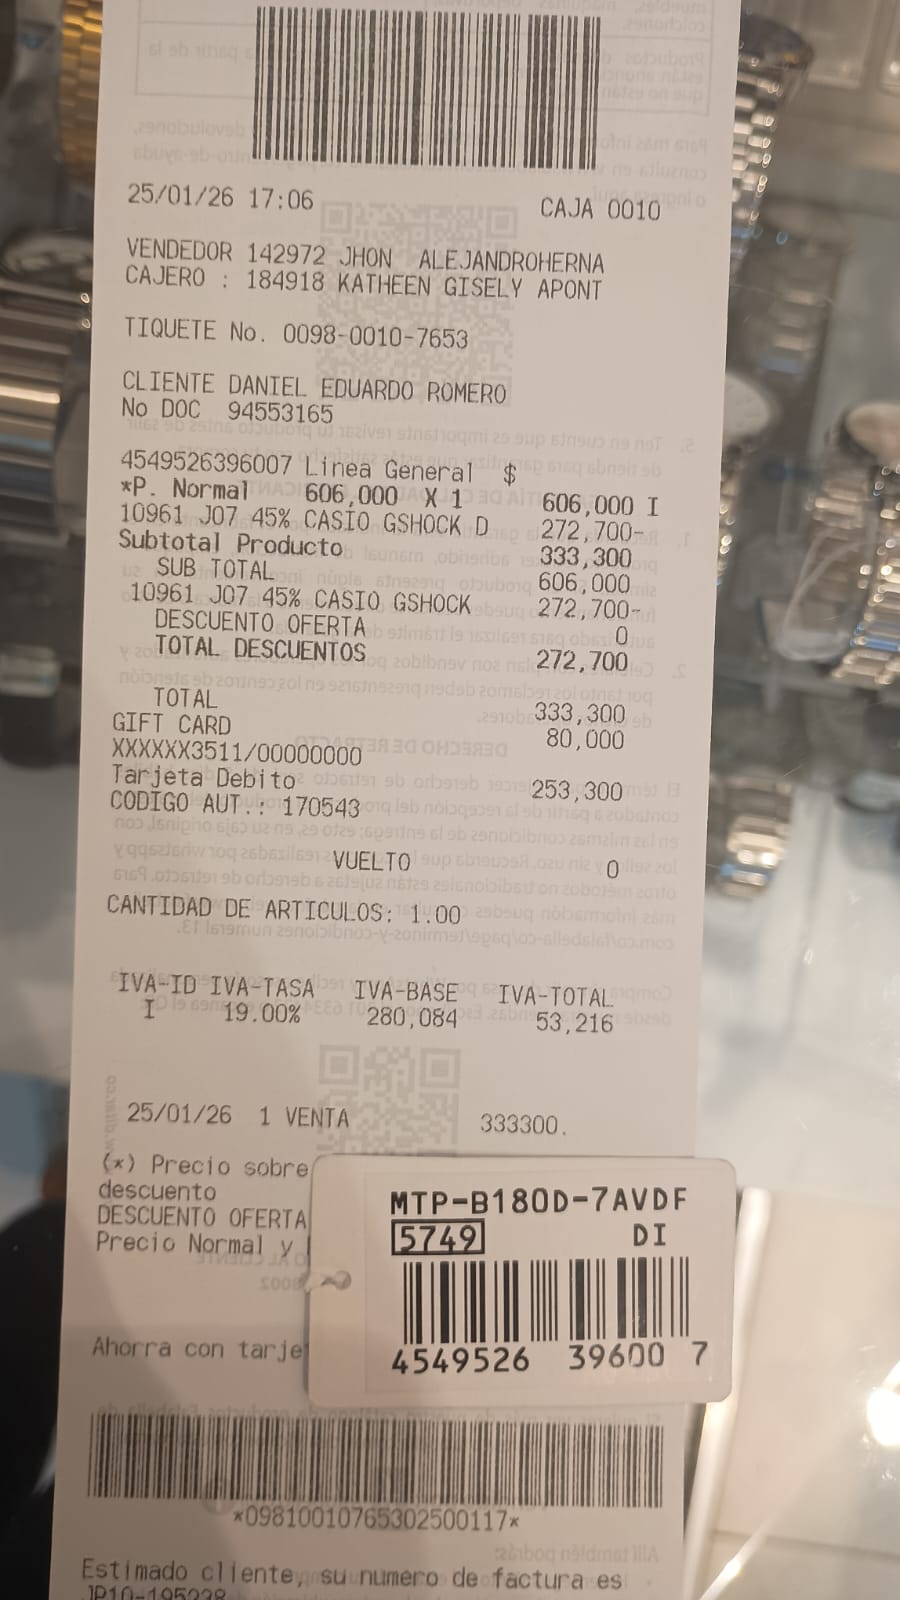 25/01/26 17:06 CAJA 0010
VENDEDOR 142972 JHON ALEJANDROHERNA
CAJERO : 184918 KATHEEN GISELY APONT
TIQUETE No. 0098-0010-7653
CLIENTE DANIEL EDUARDO ROMERO
No DOC 94553165
4549526396007 Linea General $
*P. Normal 606,000 X 1 606,000 I
10961 J07 45% CASIO GSHOCK D 272,700-
Subtotal Producto 333,300
SUB TOTAL 606,000
10961 J07 45% CASIO GSHOCK 272,700-
DESCUENTO OFERTA 0
TOTAL DESCUENTOS 272,700
TOTAL 333,300
GIFT CARD 80,000
XXXXXX3511/00000000
Tarjeta Debito 253,300
CODIGO AUT.: 170543
VUELTO 0
CANTIDAD DE ARTICULOS: 1.00
IVA-ID IVA-TASA IVA-BASE IVA-TOTAL
I 19.00% 280,084 53,216
25/01/26 1 VENTA 333300.
(*) Precio sobre
descuento
DESCUENTO OFERTA
Precio Normal y
MTP-B180D-7AVDF
5749 DI
4549526 39600 7
Ahorra con tarje
*09810010765302500117*
Estimado cliente, su numero de factura es
JP10-195238